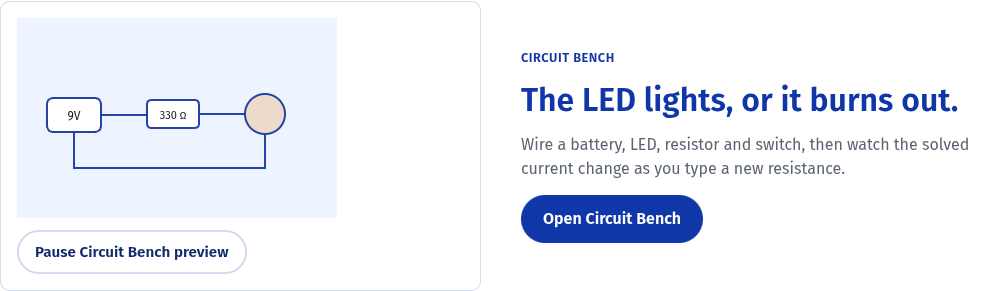 9V
330 Ω
Pause Circuit Bench preview
CIRCUIT BENCH
The LED lights, or it burns out.
Wire a battery, LED, resistor and switch, then watch the solved
current change as you type a new resistance.
Open Circuit Bench